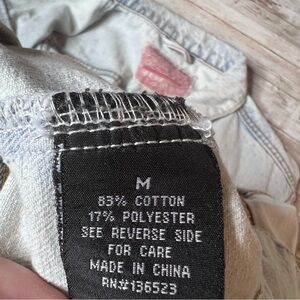 M
83% COTTON
17% POLYESTER
SEE REVERSE SIDE
FOR CARE
MADE IN CHINA
RN#136523